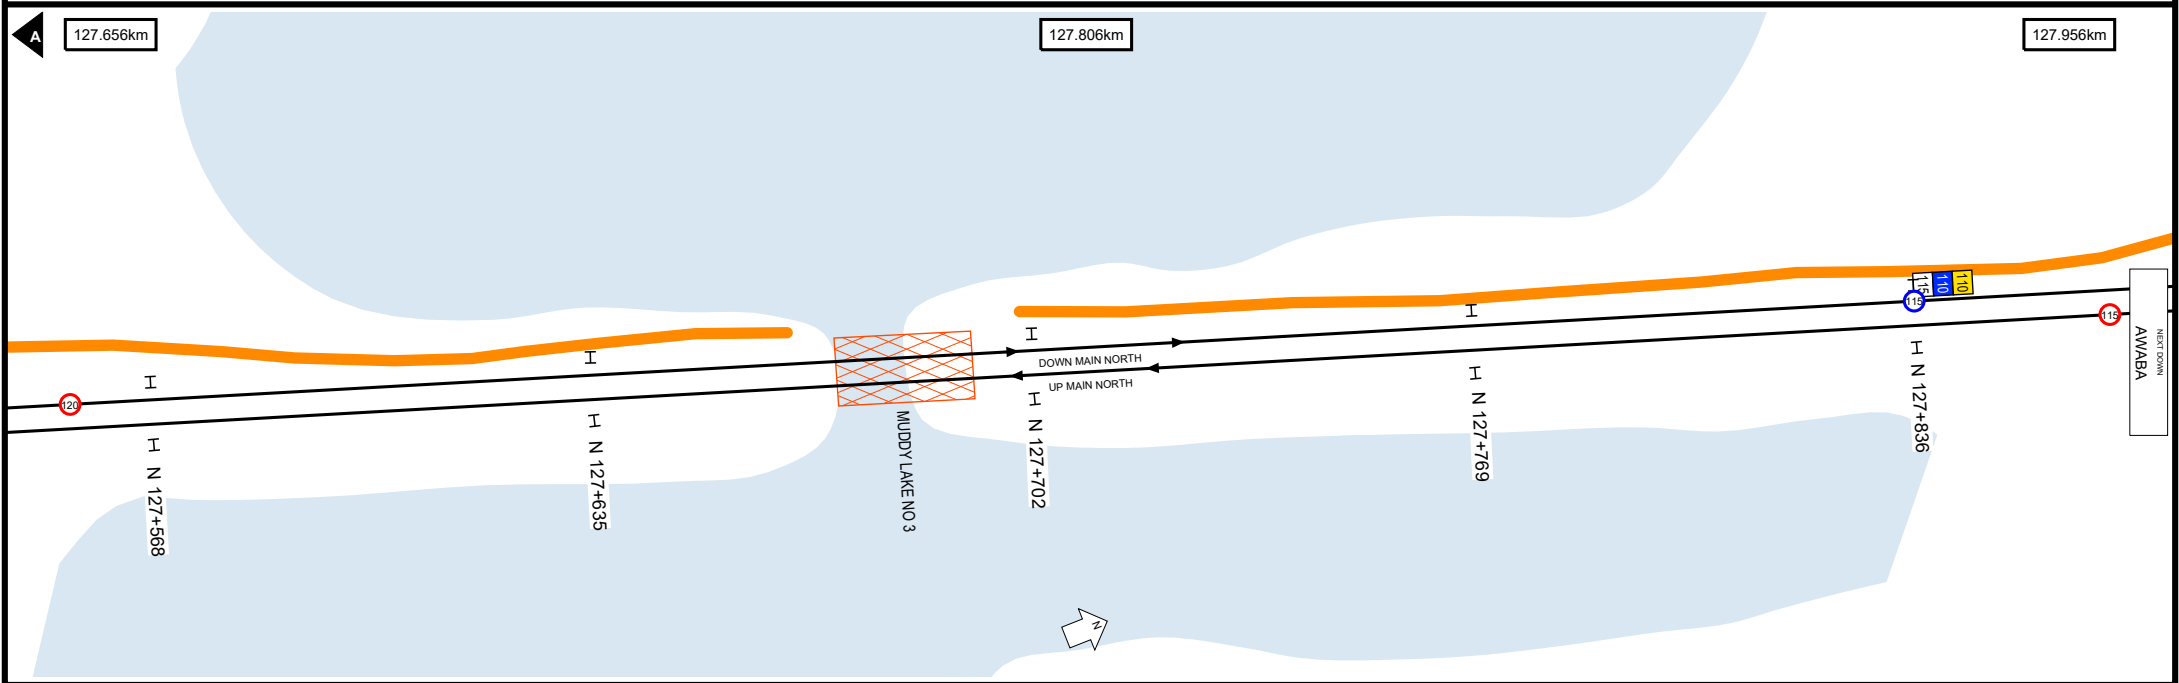 A
127.656km
127.806km
127.956km
115
110
110
115
115
NEXT DOWN
AWABA
DOWN MAIN NORTH
UP MAIN NORTH
120
N 127+568
N 127+635
MUDDY LAKE NO 3
N 127+702
N 127+769
N 127+836
N